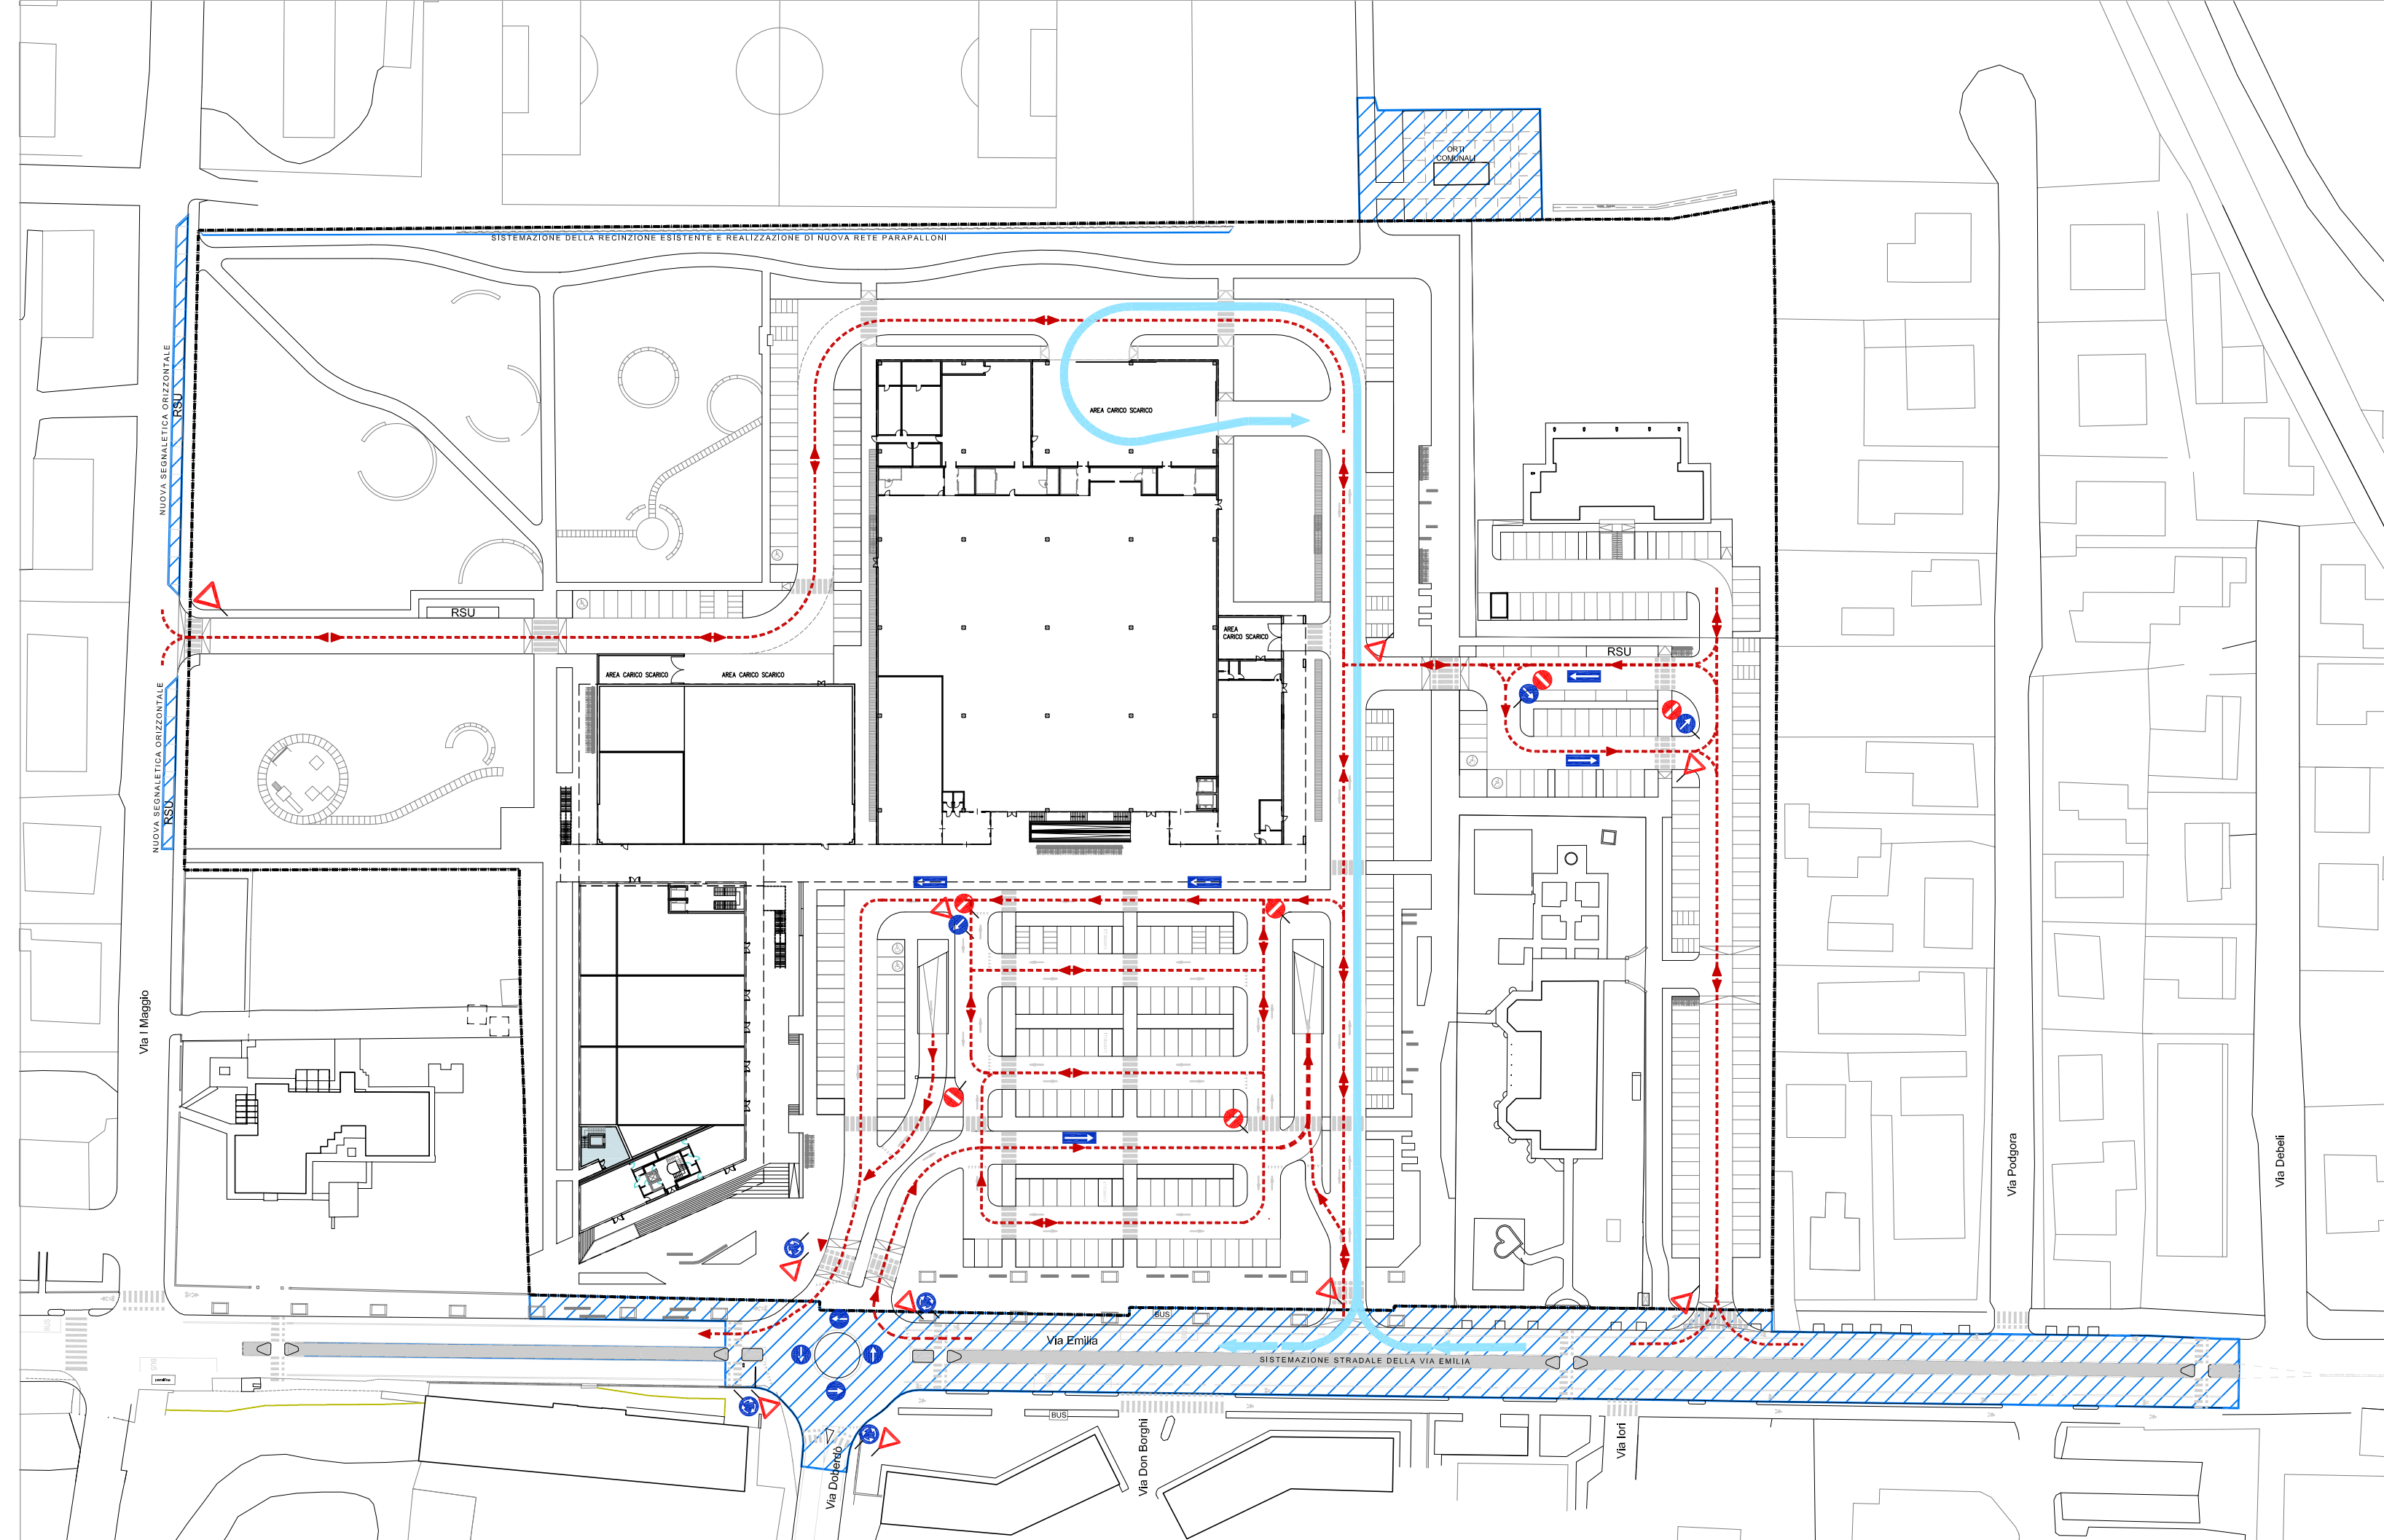 ORTI
COMUNALI
SISTEMAZIONE DELLA RECINZIONE ESISTENTE E REALIZZAZIONE DI NUOVA RETE PARAPALLONI
NUOVA SEGNALETICA ORIZZONTALE
RSU
AREA CARICO SCARICO
RSU
AREA
CARICO SCARICO
RSU
AREA CARICO SCARICO
AREA CARICO SCARICO
NUOVA SEGNALETICA ORIZZONTALE
RSU
VIa I Maggio
Via Podgora
Via Debeli
BUS
Via Emilia
SISTEMAZIONE STRADALE DELLA VIA EMILIA
BUS
BUS
Via Doberdò
Via Don Borghi
Via Iori